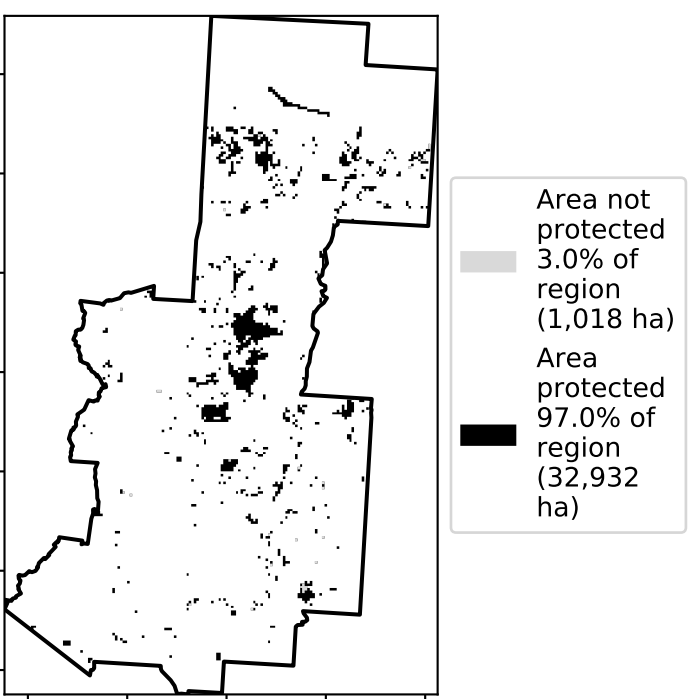 Area not
protected
3.0% of
region
(1,018 ha)
Area
protected
97.0% of
region
(32,932
ha)